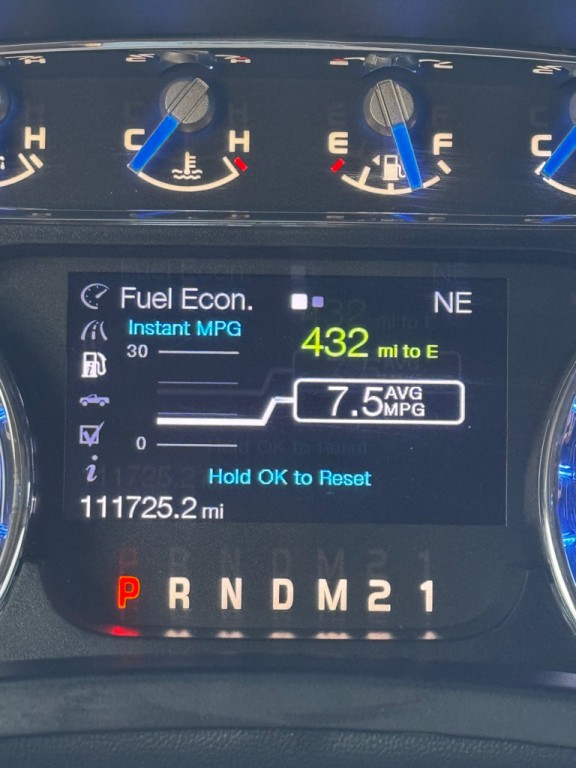 H C H E F C
Fuel Econ. NE
Instant MPG
432 mi to E
30
7.5 AVG MPG
0
Hold OK to Reset
111725.2 mi
P R N D M 2 1